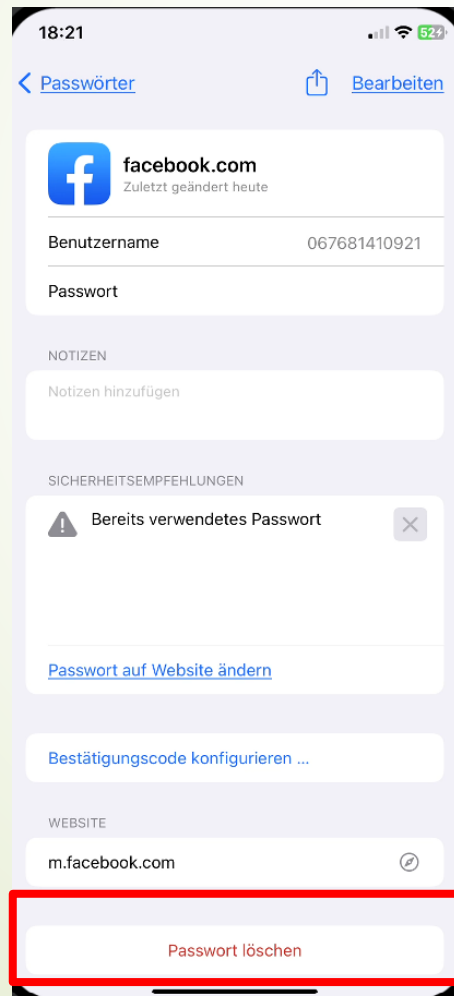 18:21
52
Passwörter
Bearbeiten
facebook.com
Zuletzt geändert heute
Benutzername 067681410921
Passwort
NOTIZEN
Notizen hinzufügen
SICHERHEITSEMPFEHLUNGEN
Bereits verwendetes Passwort
Passwort auf Website ändern
Bestätigungscode konfigurieren ...
WEBSITE
m.facebook.com
Passwort löschen